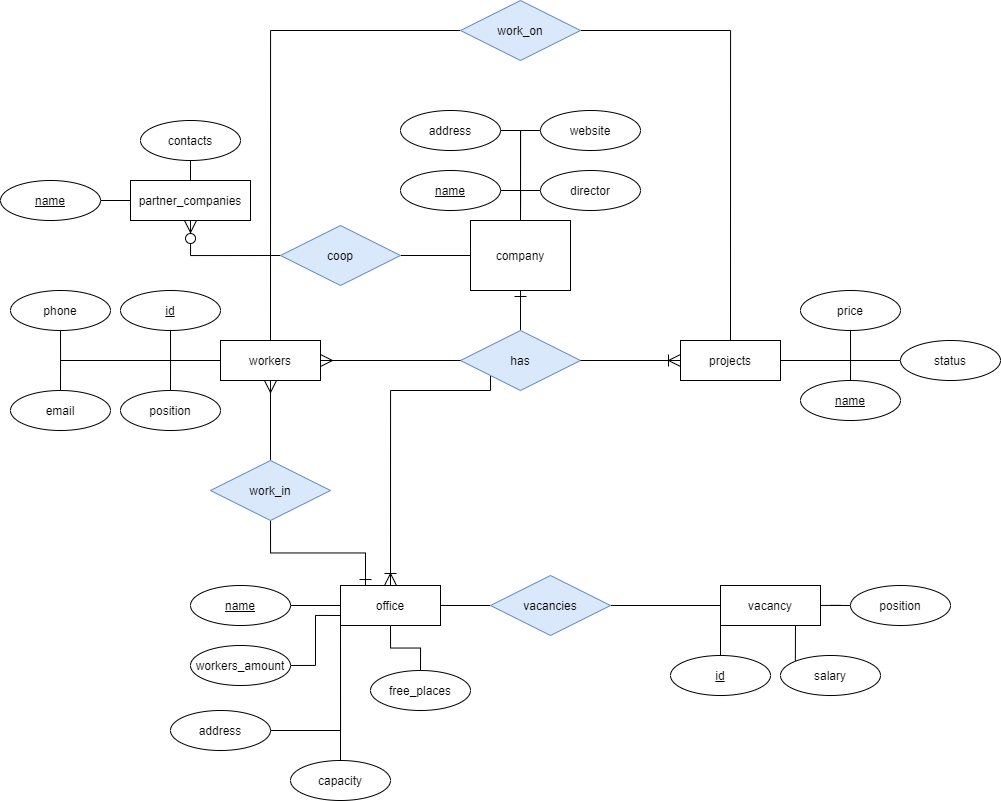 work_on
address
website
contacts
name
partner_companies
name
director
coop
company
phone
id
price
workers
has
projects
status
email
position
name
work_in
name
office
vacancies
vacancy
position
workers_amount
free_places
id
salary
address
capacity